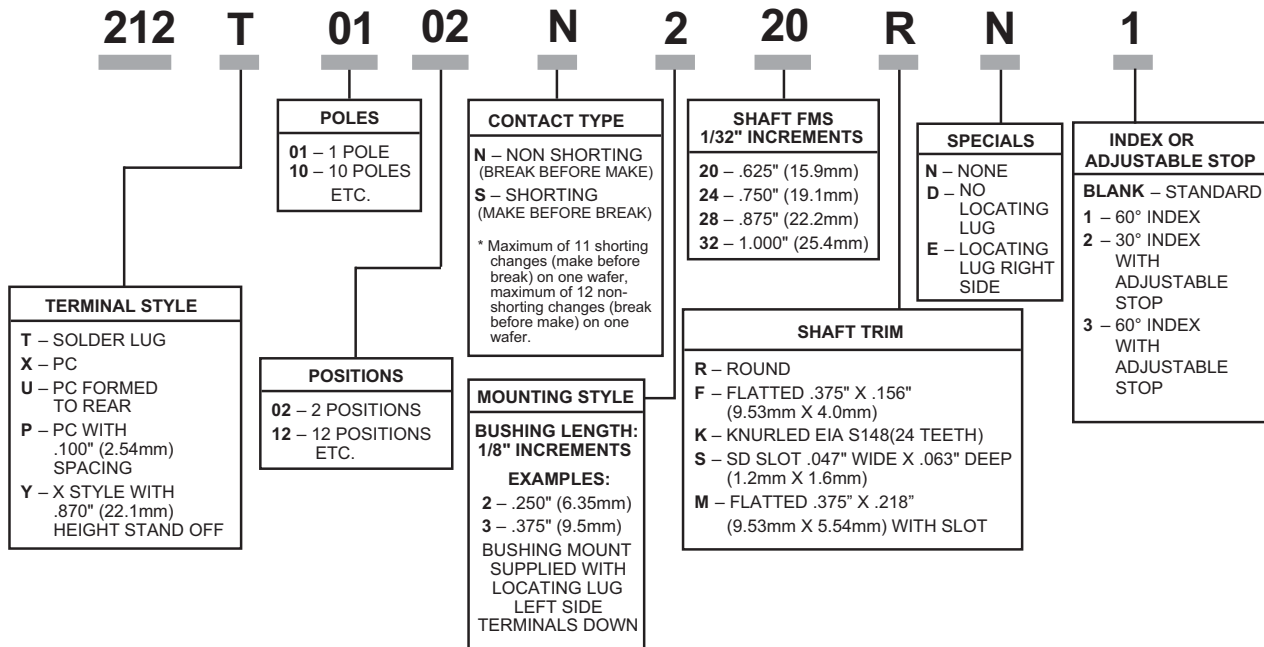 212 T 01 02 N 2 20 R N 1
POLES
01 – 1 POLE
10 – 10 POLES
ETC.
CONTACT TYPE
N – NON SHORTING
(BREAK BEFORE MAKE)
S – SHORTING
(MAKE BEFORE BREAK)
* Maximum of 11 shorting
changes (make before
break) on one wafer,
maximum of 12 non-
shorting changes (break
before make) on one
wafer.
SHAFT FMS
1/32" INCREMENTS
20 – .625" (15.9mm)
24 – .750" (19.1mm)
28 – .875" (22.2mm)
32 – 1.000" (25.4mm)
SPECIALS
N – NONE
D – NO
LOCATING
LUG
E – LOCATING
LUG RIGHT
SIDE
INDEX OR
ADJUSTABLE STOP
BLANK – STANDARD
1 – 60° INDEX
2 – 30° INDEX
WITH
ADJUSTABLE
STOP
3 – 60° INDEX
WITH
ADJUSTABLE
STOP
TERMINAL STYLE
T – SOLDER LUG
X – PC
U – PC FORMED
TO REAR
P – PC WITH
.100" (2.54mm)
SPACING
Y – X STYLE WITH
.870" (22.1mm)
HEIGHT STAND OFF
POSITIONS
02 – 2 POSITIONS
12 – 12 POSITIONS
ETC.
MOUNTING STYLE
BUSHING LENGTH:
1/8" INCREMENTS
EXAMPLES:
2 – .250" (6.35mm)
3 – .375" (9.5mm)
BUSHING MOUNT
SUPPLIED WITH
LOCATING LUG
LEFT SIDE
TERMINALS DOWN
SHAFT TRIM
R – ROUND
F – FLATTED .375" X .156"
(9.53mm X 4.0mm)
K – KNURLED EIA S148(24 TEETH)
S – SD SLOT .047" WIDE X .063" DEEP
(1.2mm X 1.6mm)
M – FLATTED .375” X .218”
(9.53mm X 5.54mm) WITH SLOT